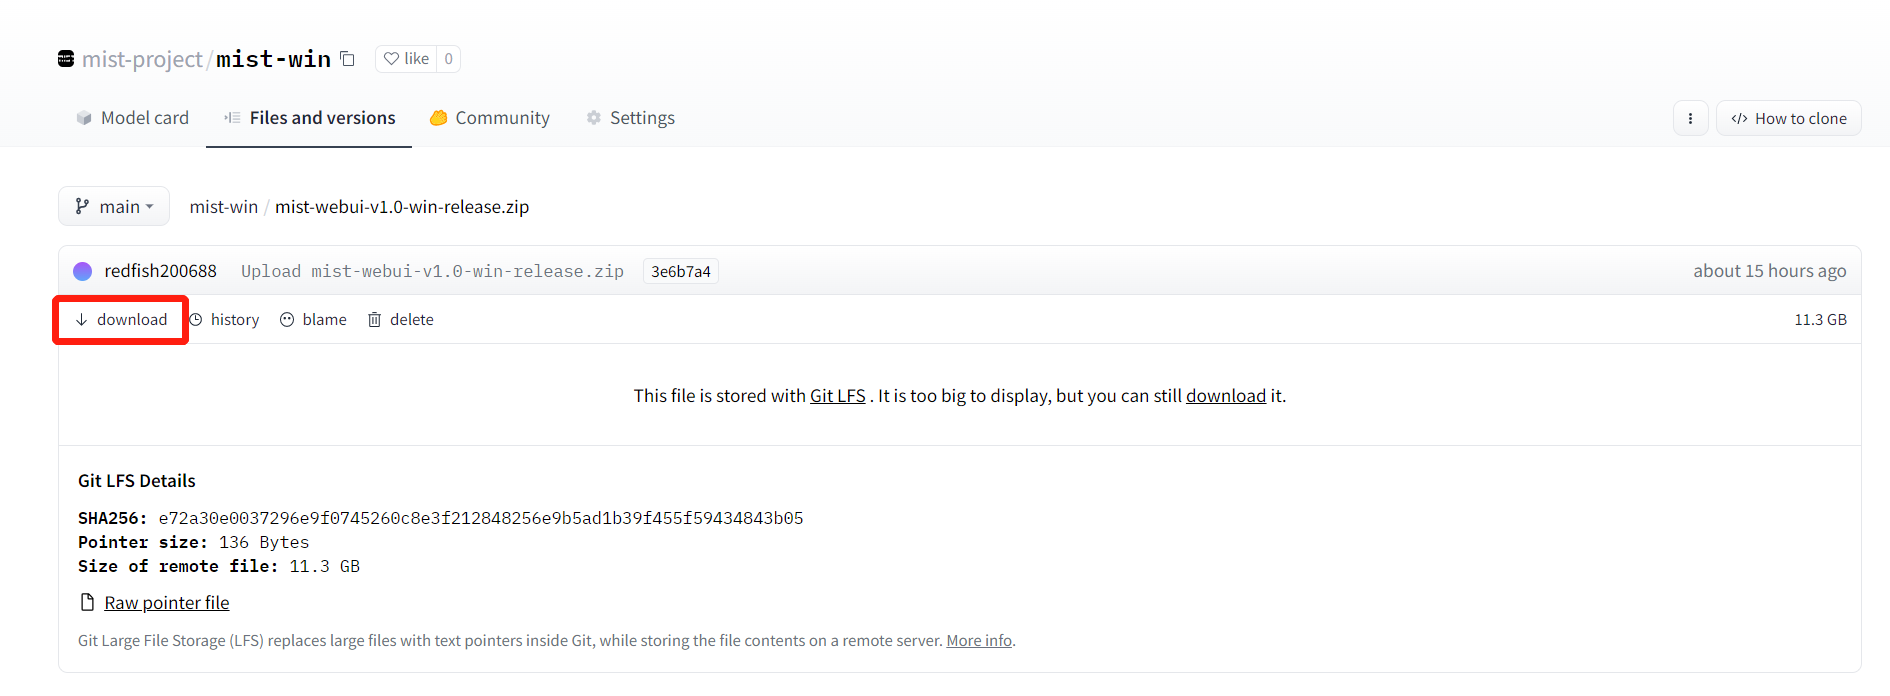 mist-project/mist-win like 0
Model card Files and versions Community Settings How to clone
main mist-win / mist-webui-v1.0-win-release.zip
redfish200688 Upload mist-webui-v1.0-win-release.zip 3e6b7a4 about 15 hours ago
download history blame delete 11.3 GB
This file is stored with Git LFS . It is too big to display, but you can still download it.
Git LFS Details
SHA256: e72a30e0037296e9f0745260c8e3f212848256e9b5ad1b39f455f59434843b05
Pointer size: 136 Bytes
Size of remote file: 11.3 GB
Raw pointer file
Git Large File Storage (LFS) replaces large files with text pointers inside Git, while storing the file contents on a remote server. More info.